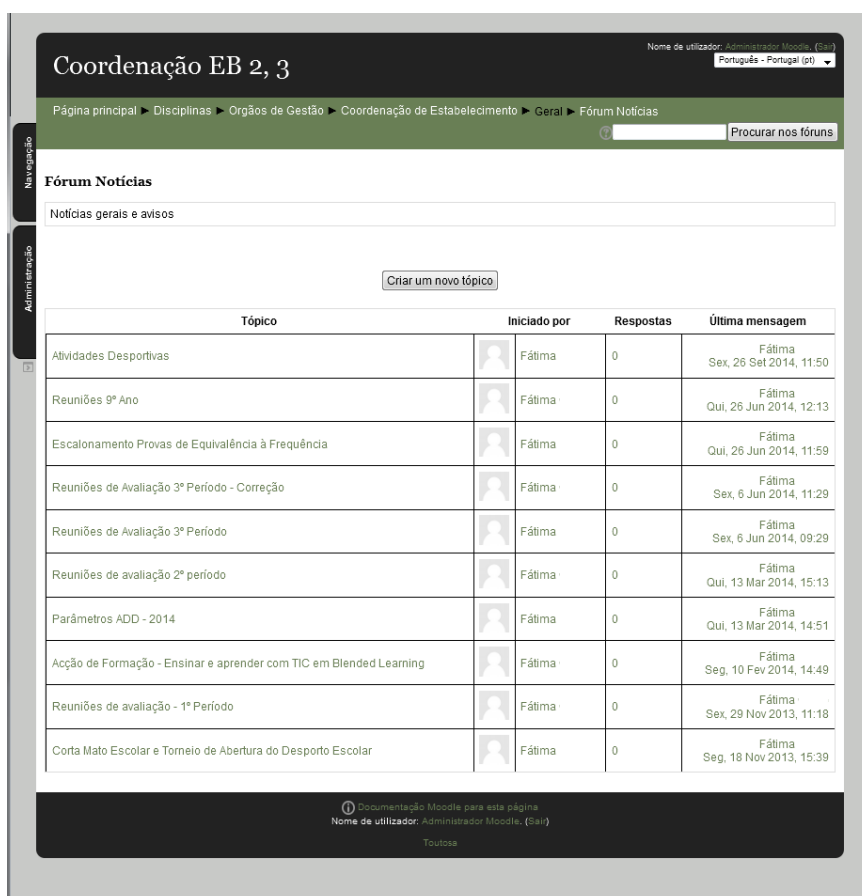 Nome de utilizador: Administrador Moodle. (Sair)
Coordenação EB 2, 3
Português - Portugal (pt)
Página principal ► Disciplinas ► Orgãos de Gestão ► Coordenação de Estabelecimento ► Geral ► Fórum Notícias
Procurar nos fóruns
Navegação
Administração
Fórum Notícias
Notícias gerais e avisos
Criar um novo tópico
Tópico Iniciado por Respostas Última mensagem
Atividades Desportivas Fátima 0 Fátima
Sex, 26 Set 2014, 11:50
Reuniões 9º Ano Fátima 0 Fátima
Qui, 26 Jun 2014, 12:13
Escalonamento Provas de Equivalência à Frequência Fátima 0 Fátima
Qui, 26 Jun 2014, 11:59
Reuniões de Avaliação 3º Período - Correção Fátima 0 Fátima
Sex, 6 Jun 2014, 11:29
Reuniões de Avaliação 3º Período Fátima 0 Fátima
Sex, 6 Jun 2014, 09:29
Reuniões de avaliação 2º período Fátima 0 Fátima
Qui, 13 Mar 2014, 15:13
Parâmetros ADD - 2014 Fátima 0 Fátima
Qui, 13 Mar 2014, 14:51
Acção de Formação - Ensinar e aprender com TIC em Blended Learning Fátima 0 Fátima
Seg, 10 Fev 2014, 14:49
Reuniões de avaliação - 1º Período Fátima 0 Fátima
Sex, 29 Nov 2013, 11:18
Corta Mato Escolar e Torneio de Abertura do Desporto Escolar Fátima 0 Fátima
Seg, 18 Nov 2013, 15:39
Documentação Moodle para esta página
Nome de utilizador: Administrador Moodle. (Sair)
Toutosa